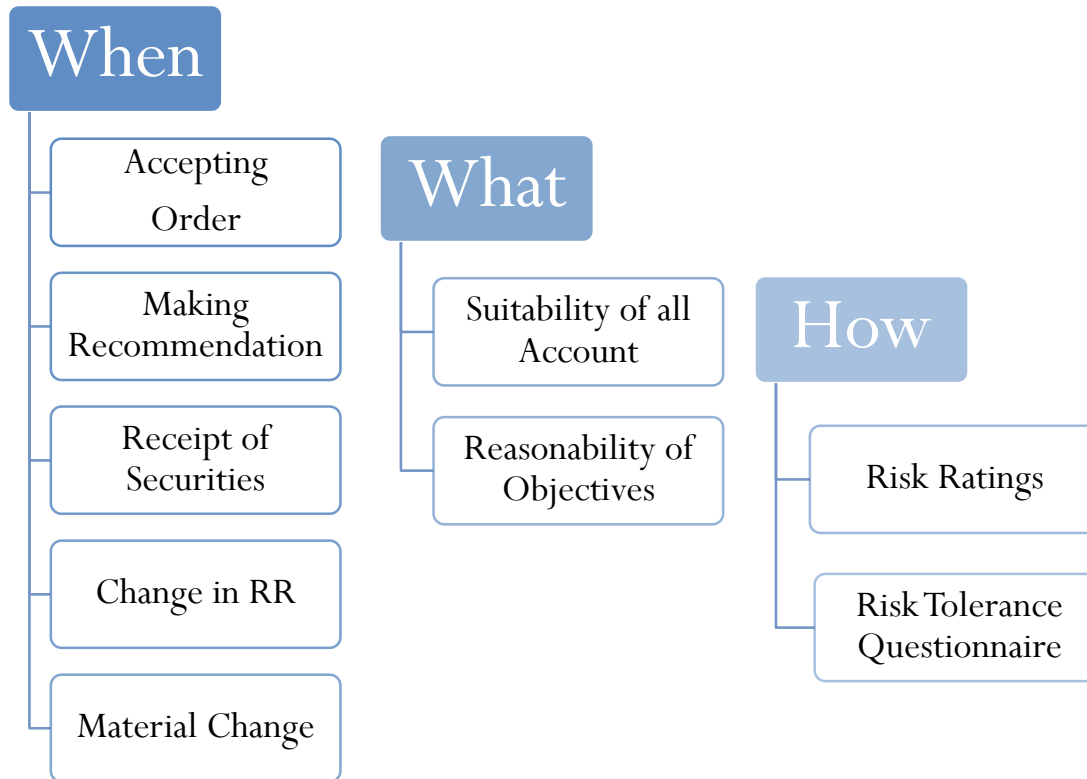 When
Accepting
Order
Making
Recommendation
Receipt of
Securities
Change in RR
Material Change
What
Suitability of all
Account
Reasonability of
Objectives
How
Risk Ratings
Risk Tolerance
Questionnaire